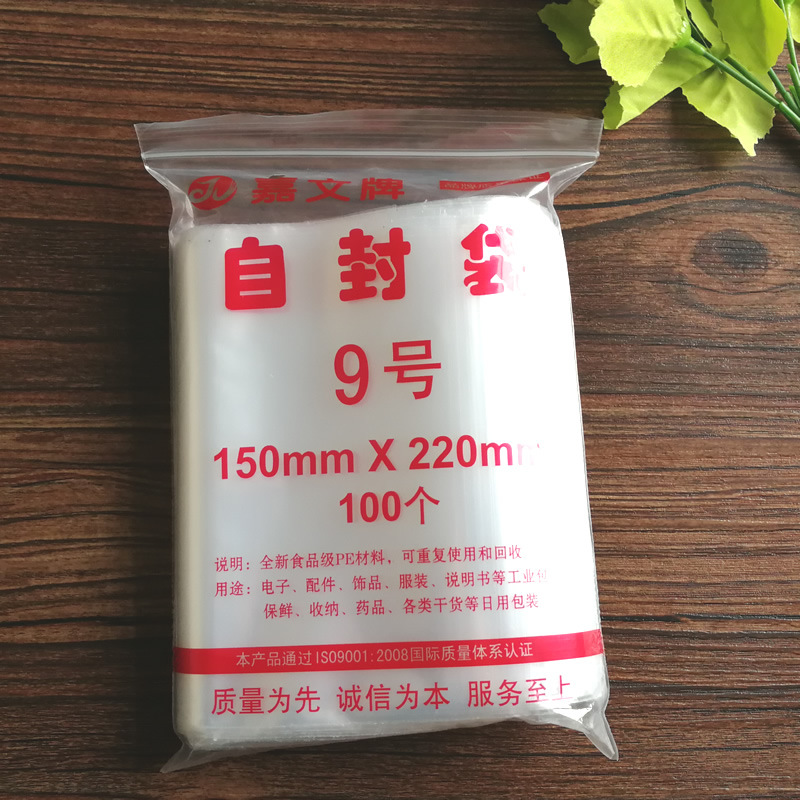 嘉文牌
自封袋
9号
150mm X 220mm
100个
说明：全新食品级PE材料，可重复使用和回收
用途：电子、配件、饰品、服装、说明书等工业
保鲜、收纳、药品、各类干货等日用包装
本产品通过ISO9001:2008国际质量体系认证
质量为先 诚信为本 服务至上